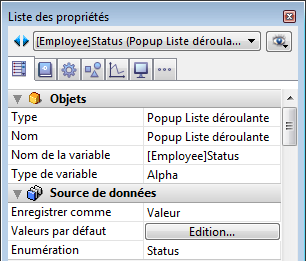 Liste des propriétés
[Employee]Status (Popup Liste déroula...
Objets
Type Popup Liste déroulante
Nom Popup Liste déroulante
Nom de la variable [Employee]Status
Type de variable Alpha
Source de données
Enregistrer comme Valeur
Valeurs par défaut Edition...
Enumération Status